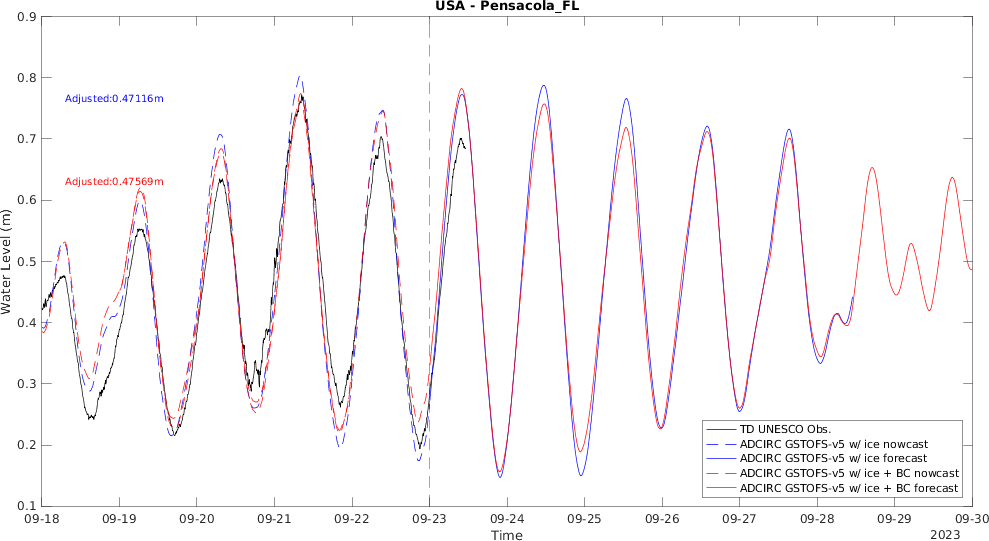 USA - Pensacola_FL
0.9
0.8
Adjusted:0.47116m
0.7
Adjusted:0.47569m
0.6
0.5
Water Level (m)
0.4
0.3
0.2
0.1
TD UNESCO Obs.
ADCIRC GSTOFS-v5 w/ ice nowcast
ADCIRC GSTOFS-v5 w/ ice forecast
ADCIRC GSTOFS-v5 w/ ice + BC nowcast
ADCIRC GSTOFS-v5 w/ ice + BC forecast
09-18 09-19 09-20 09-21 09-22 09-23 09-24 09-25 09-26 09-27 09-28 09-29 09-30
Time
2023